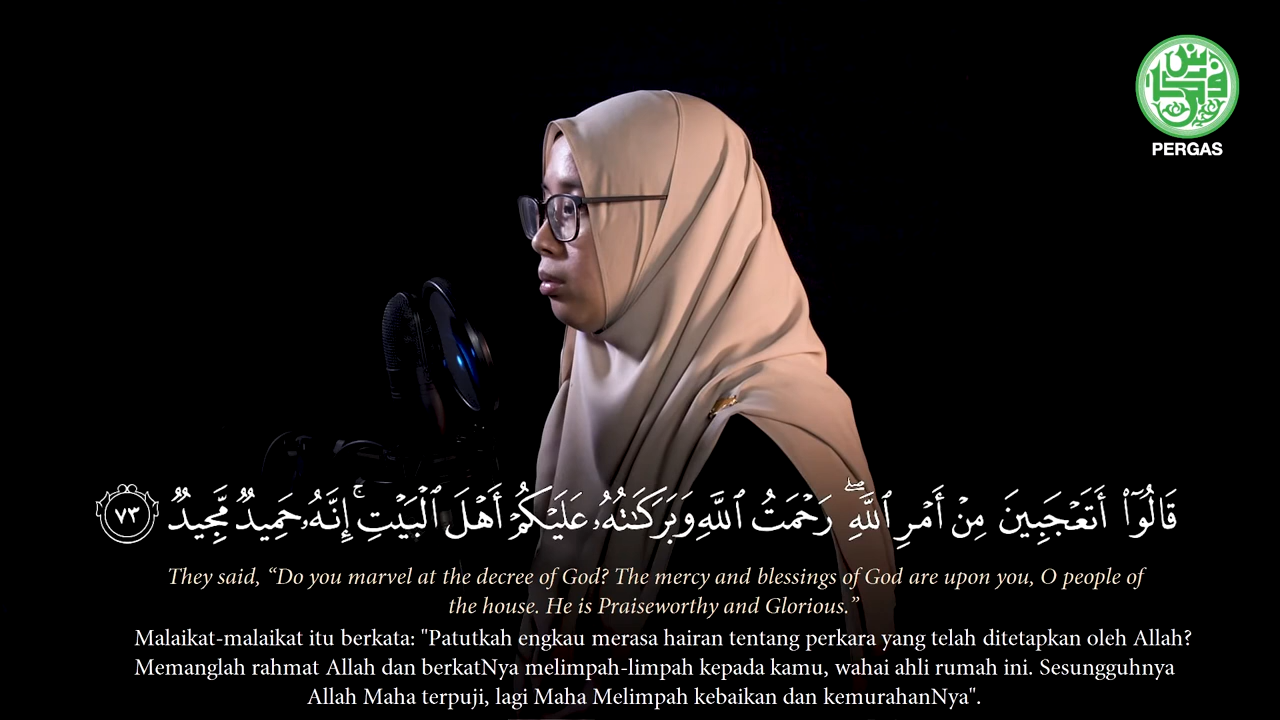 PERGAS
قَالُوٓا۟ أَتَعْجَبِينَ مِنْ أَمْرِ ٱللَّهِ ۖ رَحْمَتُ ٱللَّهِ وَبَرَكَـٰتُهُۥ عَلَيْكُمْ أَهْلَ ٱلْبَيْتِ ۚ إِنَّهُۥ حَمِيدٌ مَّجِيدٌ ٧٣
They said, “Do you marvel at the decree of God? The mercy and blessings of God are upon you, O people of
the house. He is Praiseworthy and Glorious.”
Malaikat-malaikat itu berkata: "Patutkah engkau merasa hairan tentang perkara yang telah ditetapkan oleh Allah?
Memanglah rahmat Allah dan berkatNya melimpah-limpah kepada kamu, wahai ahli rumah ini. Sesungguhnya
Allah Maha terpuji, lagi Maha Melimpah kebaikan dan kemurahanNya".